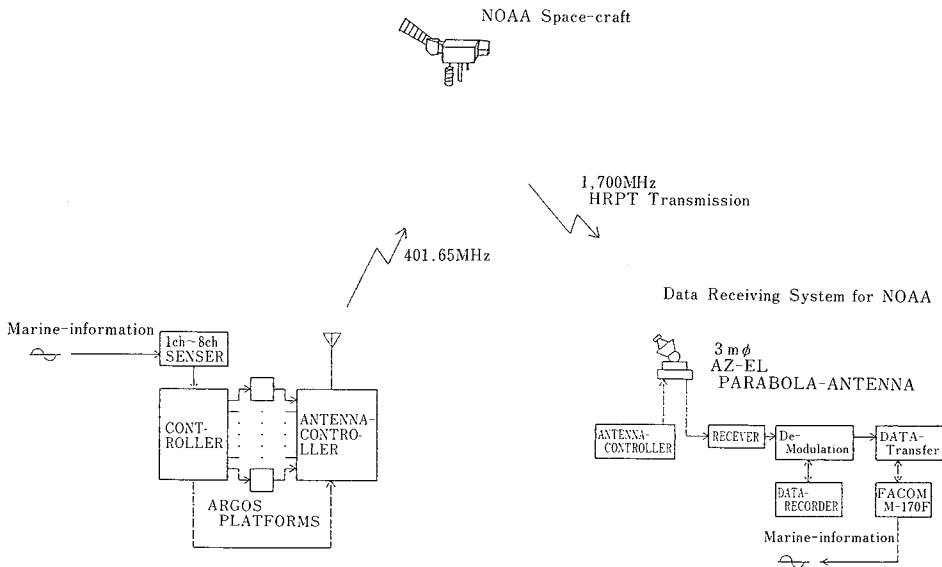 NOAA Space-craft
1,700MHz
HRPT Transmission
401.65MHz
Data Receiving System for NOAA
Marine-information
1ch~8ch
SENSER
CONT-
ROLLER
ANTENNA-
CONTRO-
LLER
ARGOS
PLATFORMS
3mφ
AZ-EL
PARABOLA-ANTENNA
ANTENNA-
CONTROLLER
RECEVER
De-
Modulation
DATA-
Transfer
DATA-
RECORDER
FACOM
M-170F
Marine-information